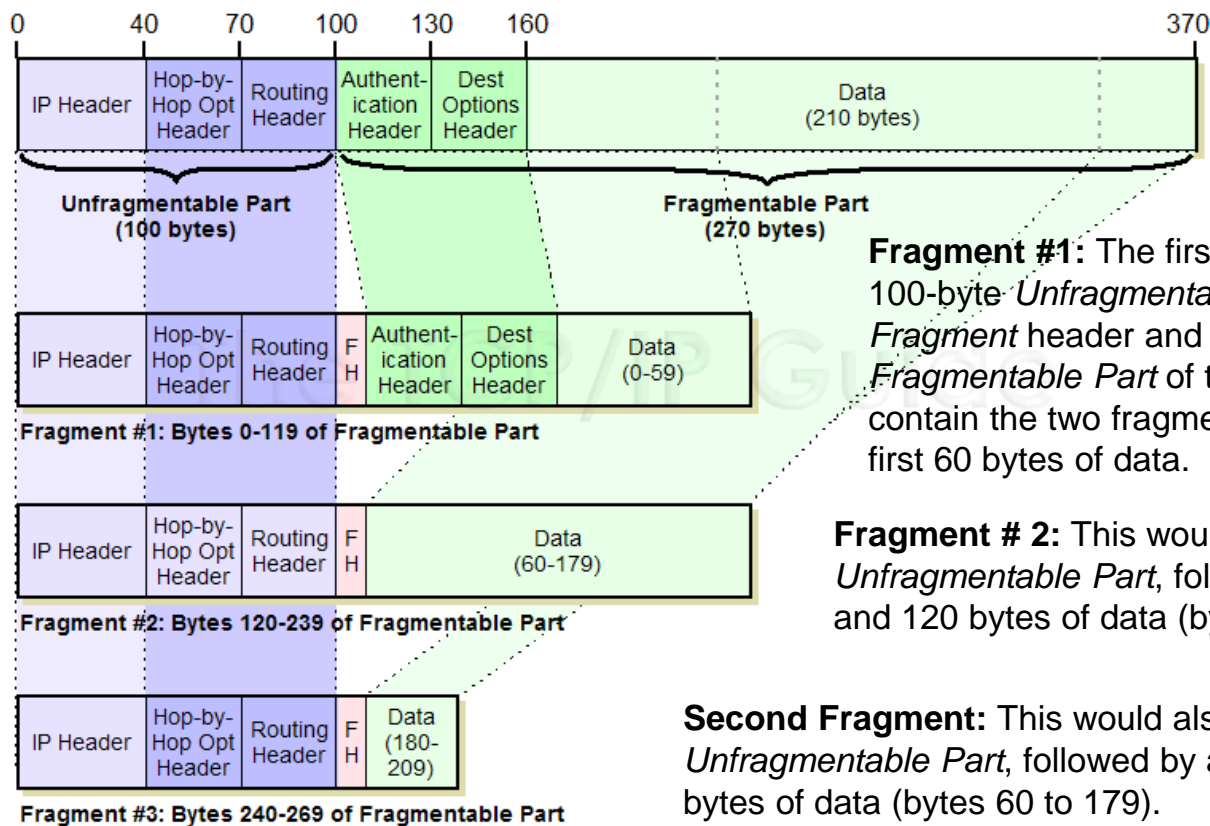 0 40 70 100 130 160 370
IP Header
Hop-by-
Hop Opt
Header
Routing
Header
Authent-
ication
Header
Dest
Options
Header
Data
(210 bytes)
Unfragmentable Part
(100 bytes)
Fragmentable Part
(270 bytes)
Fragment #1: The firs
100-byte Unfragmenta
Fragment header and
Fragmentable Part of t
contain the two fragme
first 60 bytes of data.
IP Header
Hop-by-
Hop Opt
Header
Routing
Header
F
H
Authent-
ication
Header
Dest
Options
Header
Data
(0-59)
The TCP/IP Guide
Fragment #1: Bytes 0-119 of Fragmentable Part
IP Header
Hop-by-
Hop Opt
Header
Routing
Header
F
H
Data
(60-179)
Fragment # 2: This wou
Unfragmentable Part, fol
and 120 bytes of data (by
Fragment #2: Bytes 120-239 of Fragmentable Part
IP Header
Hop-by-
Hop Opt
Header
Routing
Header
F
H
Data
(180-
209)
Second Fragment: This would als
Unfragmentable Part, followed by a
bytes of data (bytes 60 to 179).
Fragment #3: Bytes 240-269 of Fragmentable Part